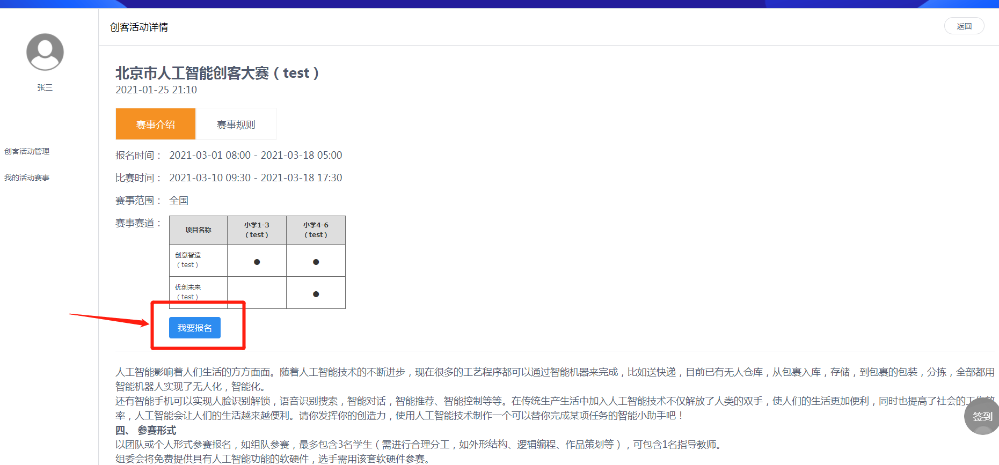 创客活动详情
返回
张三
创客活动管理
我的活动赛事
北京市人工智能创客大赛（test）
2021-01-25 21:10
赛事介绍 赛事规则
报名时间： 2021-03-01 08:00 - 2021-03-18 05:00
比赛时间： 2021-03-10 09:30 - 2021-03-18 17:30
赛事范围： 全国
赛事赛道：
项目名称 小学1-3（test） 小学4-6（test）
创意智造（test） ● ●
优创未来（test） ●
我要报名
人工智能影响着人们生活的方方面面。随着人工智能技术的不断进步，现在很多的工艺程序都可以通过智能机器来完成，比如送快递，目前已有无人仓库，从包裹入库，存储，到包裹的包装，分拣，全部都用
智能机器人实现了无人化，智能化。
还有智能手机可以实现人脸识别解锁，语音识别搜索，智能对话，智能推荐、智能控制等等。在传统生产生活中加入人工智能技术不仅解放了人类的双手，使人们的生活更加便利，同时也提高了社会的工作效
率，人工智能会让人们的生活越来越便利。请你发挥你的创造力，使用人工智能技术制作一个可以替你完成某项任务的智能小助手吧！
签到
四、 参赛形式
以团队或个人形式参赛报名，如组队参赛，最多包含3名学生（需进行合理分工，如外形结构、逻辑编程、作品策划等），可包含1名指导教师。
组委会将免费提供具有人工智能功能的软硬件，选手需用该套软硬件参赛。